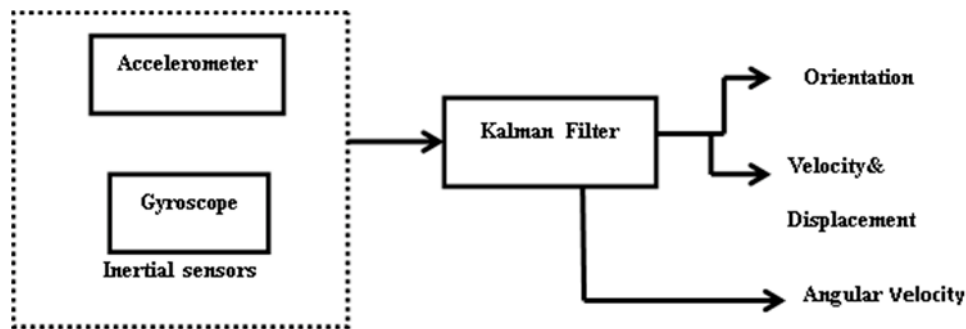 Accelerometer
Gyroscope
Inertial sensors
Kalman Filter
Orientation
Velocity&
Displacement
Angular Velocity